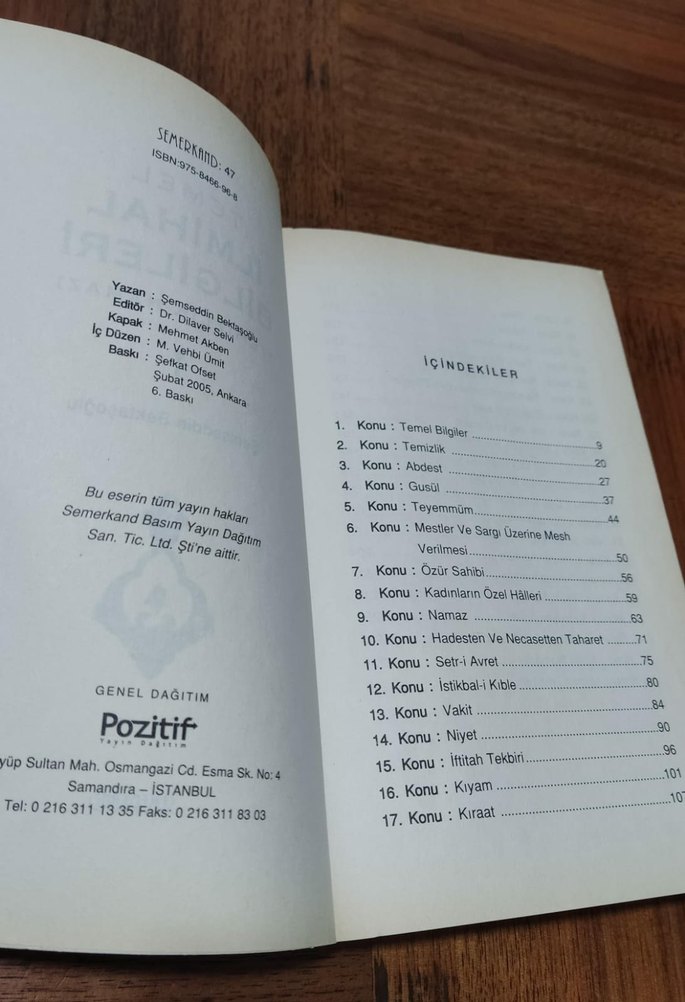 SEMERKAND: 47
ISBN:975-8466-96-8
Yazan : Şemseddin Bektaşoğlu
Editör : Dr. Dilaver Selvi
Kapak : Mehmet Akben
İç Düzen : M. Vehbi Ümit
Baskı : Şefkat Ofset
Şubat 2005, Ankara
6. Baskı
Bu eserin tüm yayın hakları
Semerkand Basım Yayın Dağıtım
San. Tic. Ltd. Şti'ne aittir.
GENEL DAĞITIM
Pozitif
Yayın Dağıtım
yüp Sultan Mah. Osmangazi Cd. Esma Sk. No: 4
Samandıra – İSTANBUL
Tel: 0 216 311 13 35 Faks: 0 216 311 83 03
İÇİNDEKİLER
1. Konu : Temel Bilgiler ..........9
2. Konu : Temizlik ..........20
3. Konu : Abdest ..........27
4. Konu : Gusül ..........37
5. Konu : Teyemmüm ..........44
6. Konu : Mestler Ve Sargı Üzerine Mesh
Verilmesi ..........50
7. Konu : Özür Sahibi ..........56
8. Konu : Kadınların Özel Hâlleri ..........59
9. Konu : Namaz ..........63
10. Konu : Hadesten Ve Necasetten Taharet ..........71
11. Konu : Setr-i Avret ..........75
12. Konu : İstikbal-i Kıble ..........80
13. Konu : Vakit ..........84
14. Konu : Niyet ..........90
15. Konu : İftitah Tekbiri ..........96
16. Konu : Kıyam ..........101
17. Konu : Kıraat ..........107